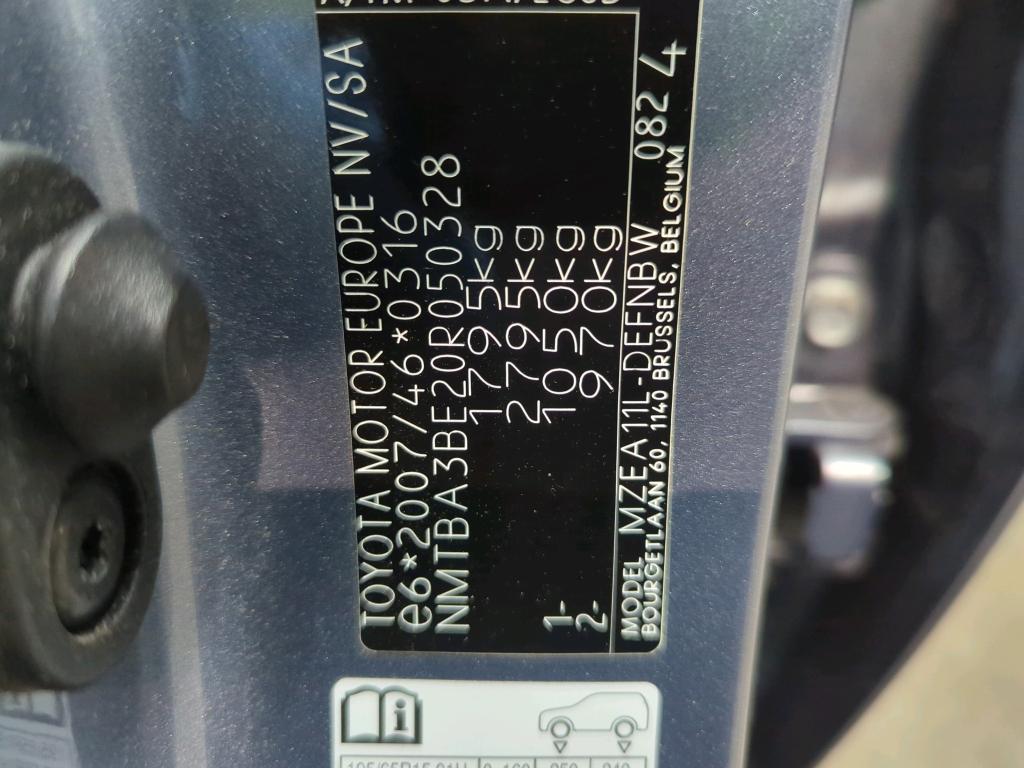 TOYOTA MOTOR EUROPE NV/SA
e6*2007/46*0316
NMTBA3BE20R050328
1795kg
2795kg
1- 1050kg
2- 970kg
MODEL MZEA11L-DEFNBW 082 4
BOURGETLAAN 60, 1140 BRUSSELS, BELGIUM
i